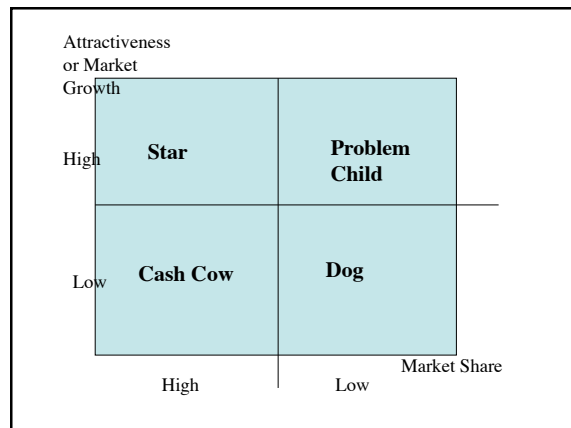 Attractiveness
or Market
Growth
High
Star
Problem
Child
Low
Cash Cow
Dog
Market Share
High
Low